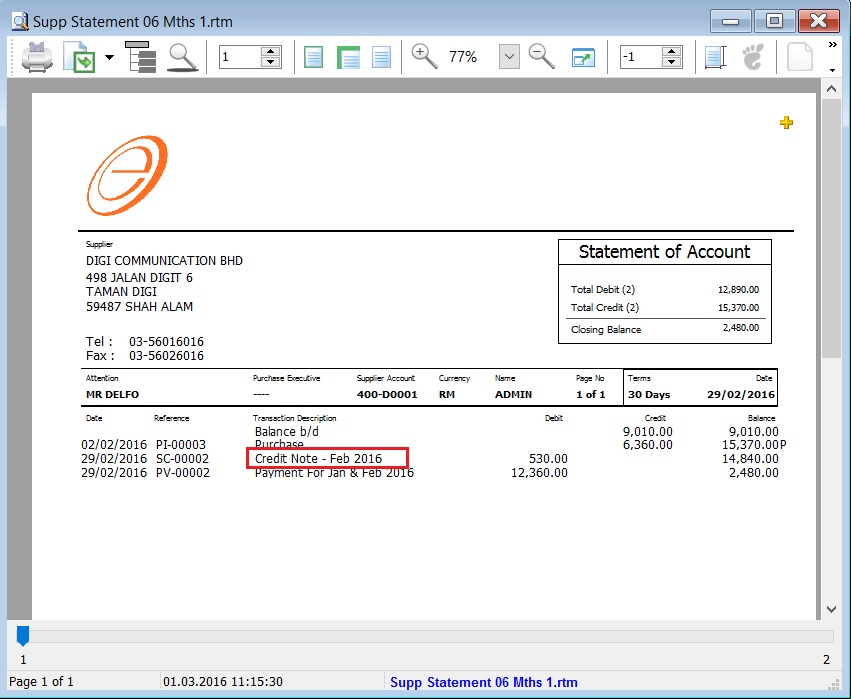 Supp Statement 06 Mths 1.rtm
1 77% -1 »
Supplier
DIGI COMMUNICATION BHD
498 JALAN DIGIT 6
TAMAN DIGI
59487 SHAH ALAM
Tel : 03-56016016
Fax : 03-56026016
Statement of Account
Total Debit (2) 12,890.00
Total Credit (2) 15,370.00
Closing Balance 2,480.00
Attention Purchase Executive Supplier Account Currency Name Page No Terms Date
MR DELFO ---- 400-D0001 RM ADMIN 1 of 1 30 Days 29/02/2016
Date Reference Transaction Description Debit Credit Balance
Balance b/d 9,010.00 9,010.00
02/02/2016 PI-00003 Purchase 6,360.00 15,370.00P
29/02/2016 SC-00002 Credit Note - Feb 2016 530.00 14,840.00
29/02/2016 PV-00002 Payment For Jan & Feb 2016 12,360.00 2,480.00
1 2
Page 1 of 1 01.03.2016 11:15:30 Supp Statement 06 Mths 1.rtm